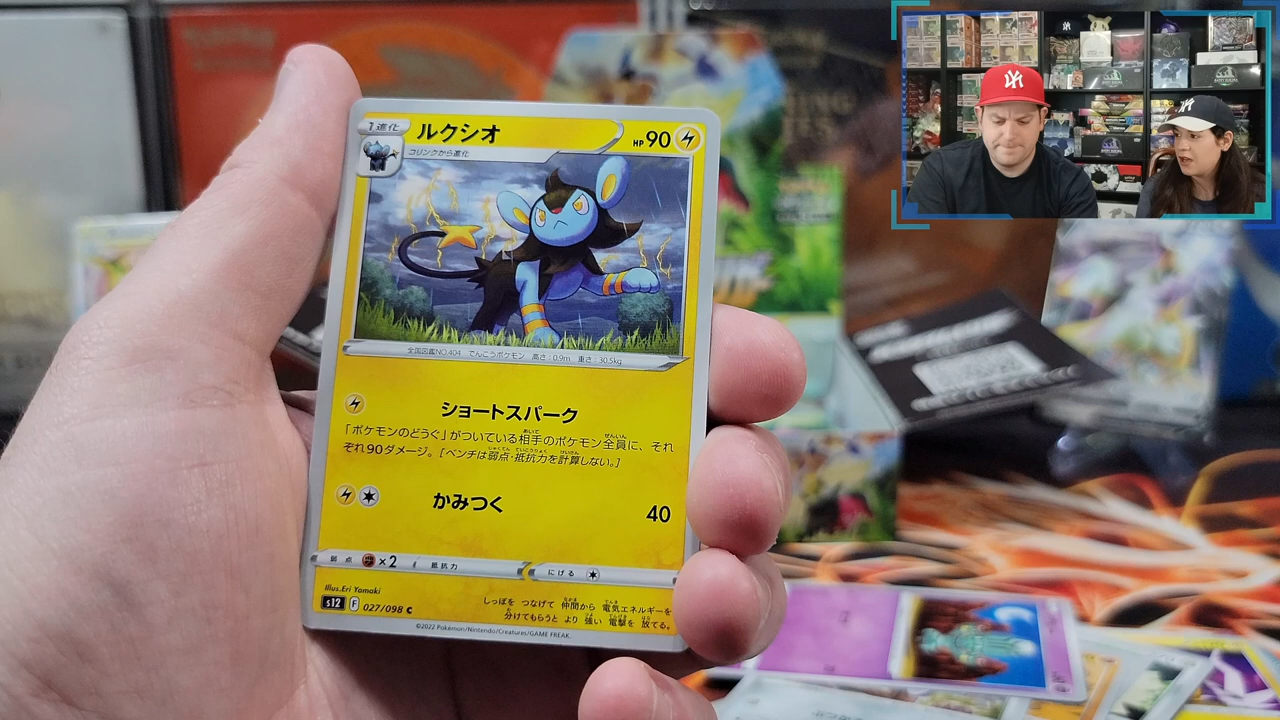 1進化 ルクシオ HP90
コリンクから進化
全国図鑑NO.404 でんこうポケモン 高さ:0.9m 重さ:30.5kg
ショートスパーク
「ポケモンのどうぐ」がついている相手のポケモン全員に、それ
ぞれ90ダメージ。[ベンチは弱点・抵抗力を計算しない。]
かみつく 40
弱点 ×2 抵抗力 にげる
Illus.Eri Yamaki
s12 F 027/098 C
しっぽを つなげて 仲間から 電気エネルギーを
分けてもらうと より 強い 電撃を 放てる。
©2022 Pokémon/Nintendo/Creatures/GAME FREAK.